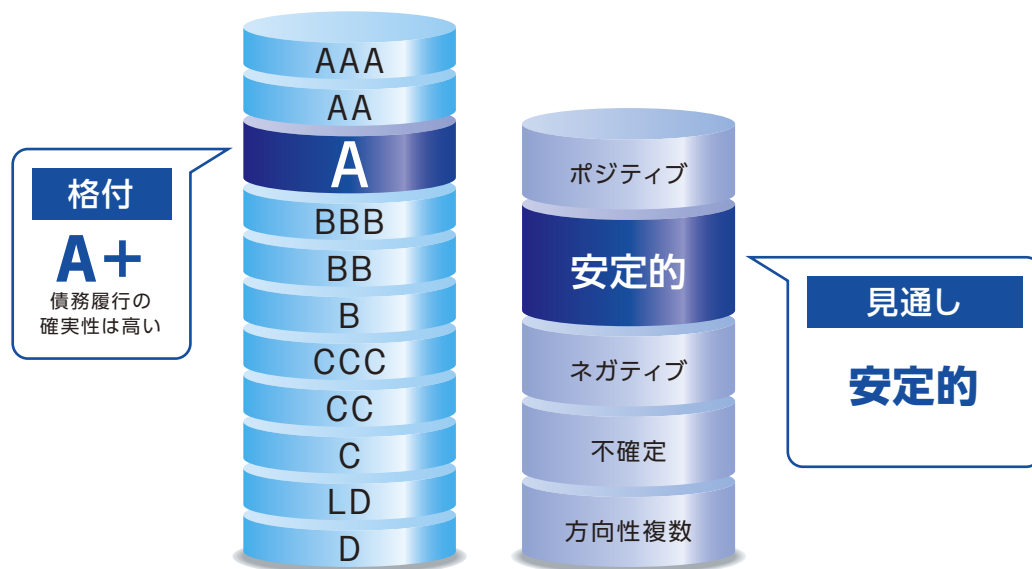 格付
A+
債務履行の
確実性は高い
AAA
AA
A
BBB
BB
B
CCC
CC
C
LD
D
ポジティブ
安定的
ネガティブ
不確定
方向性複数
見通し
安定的